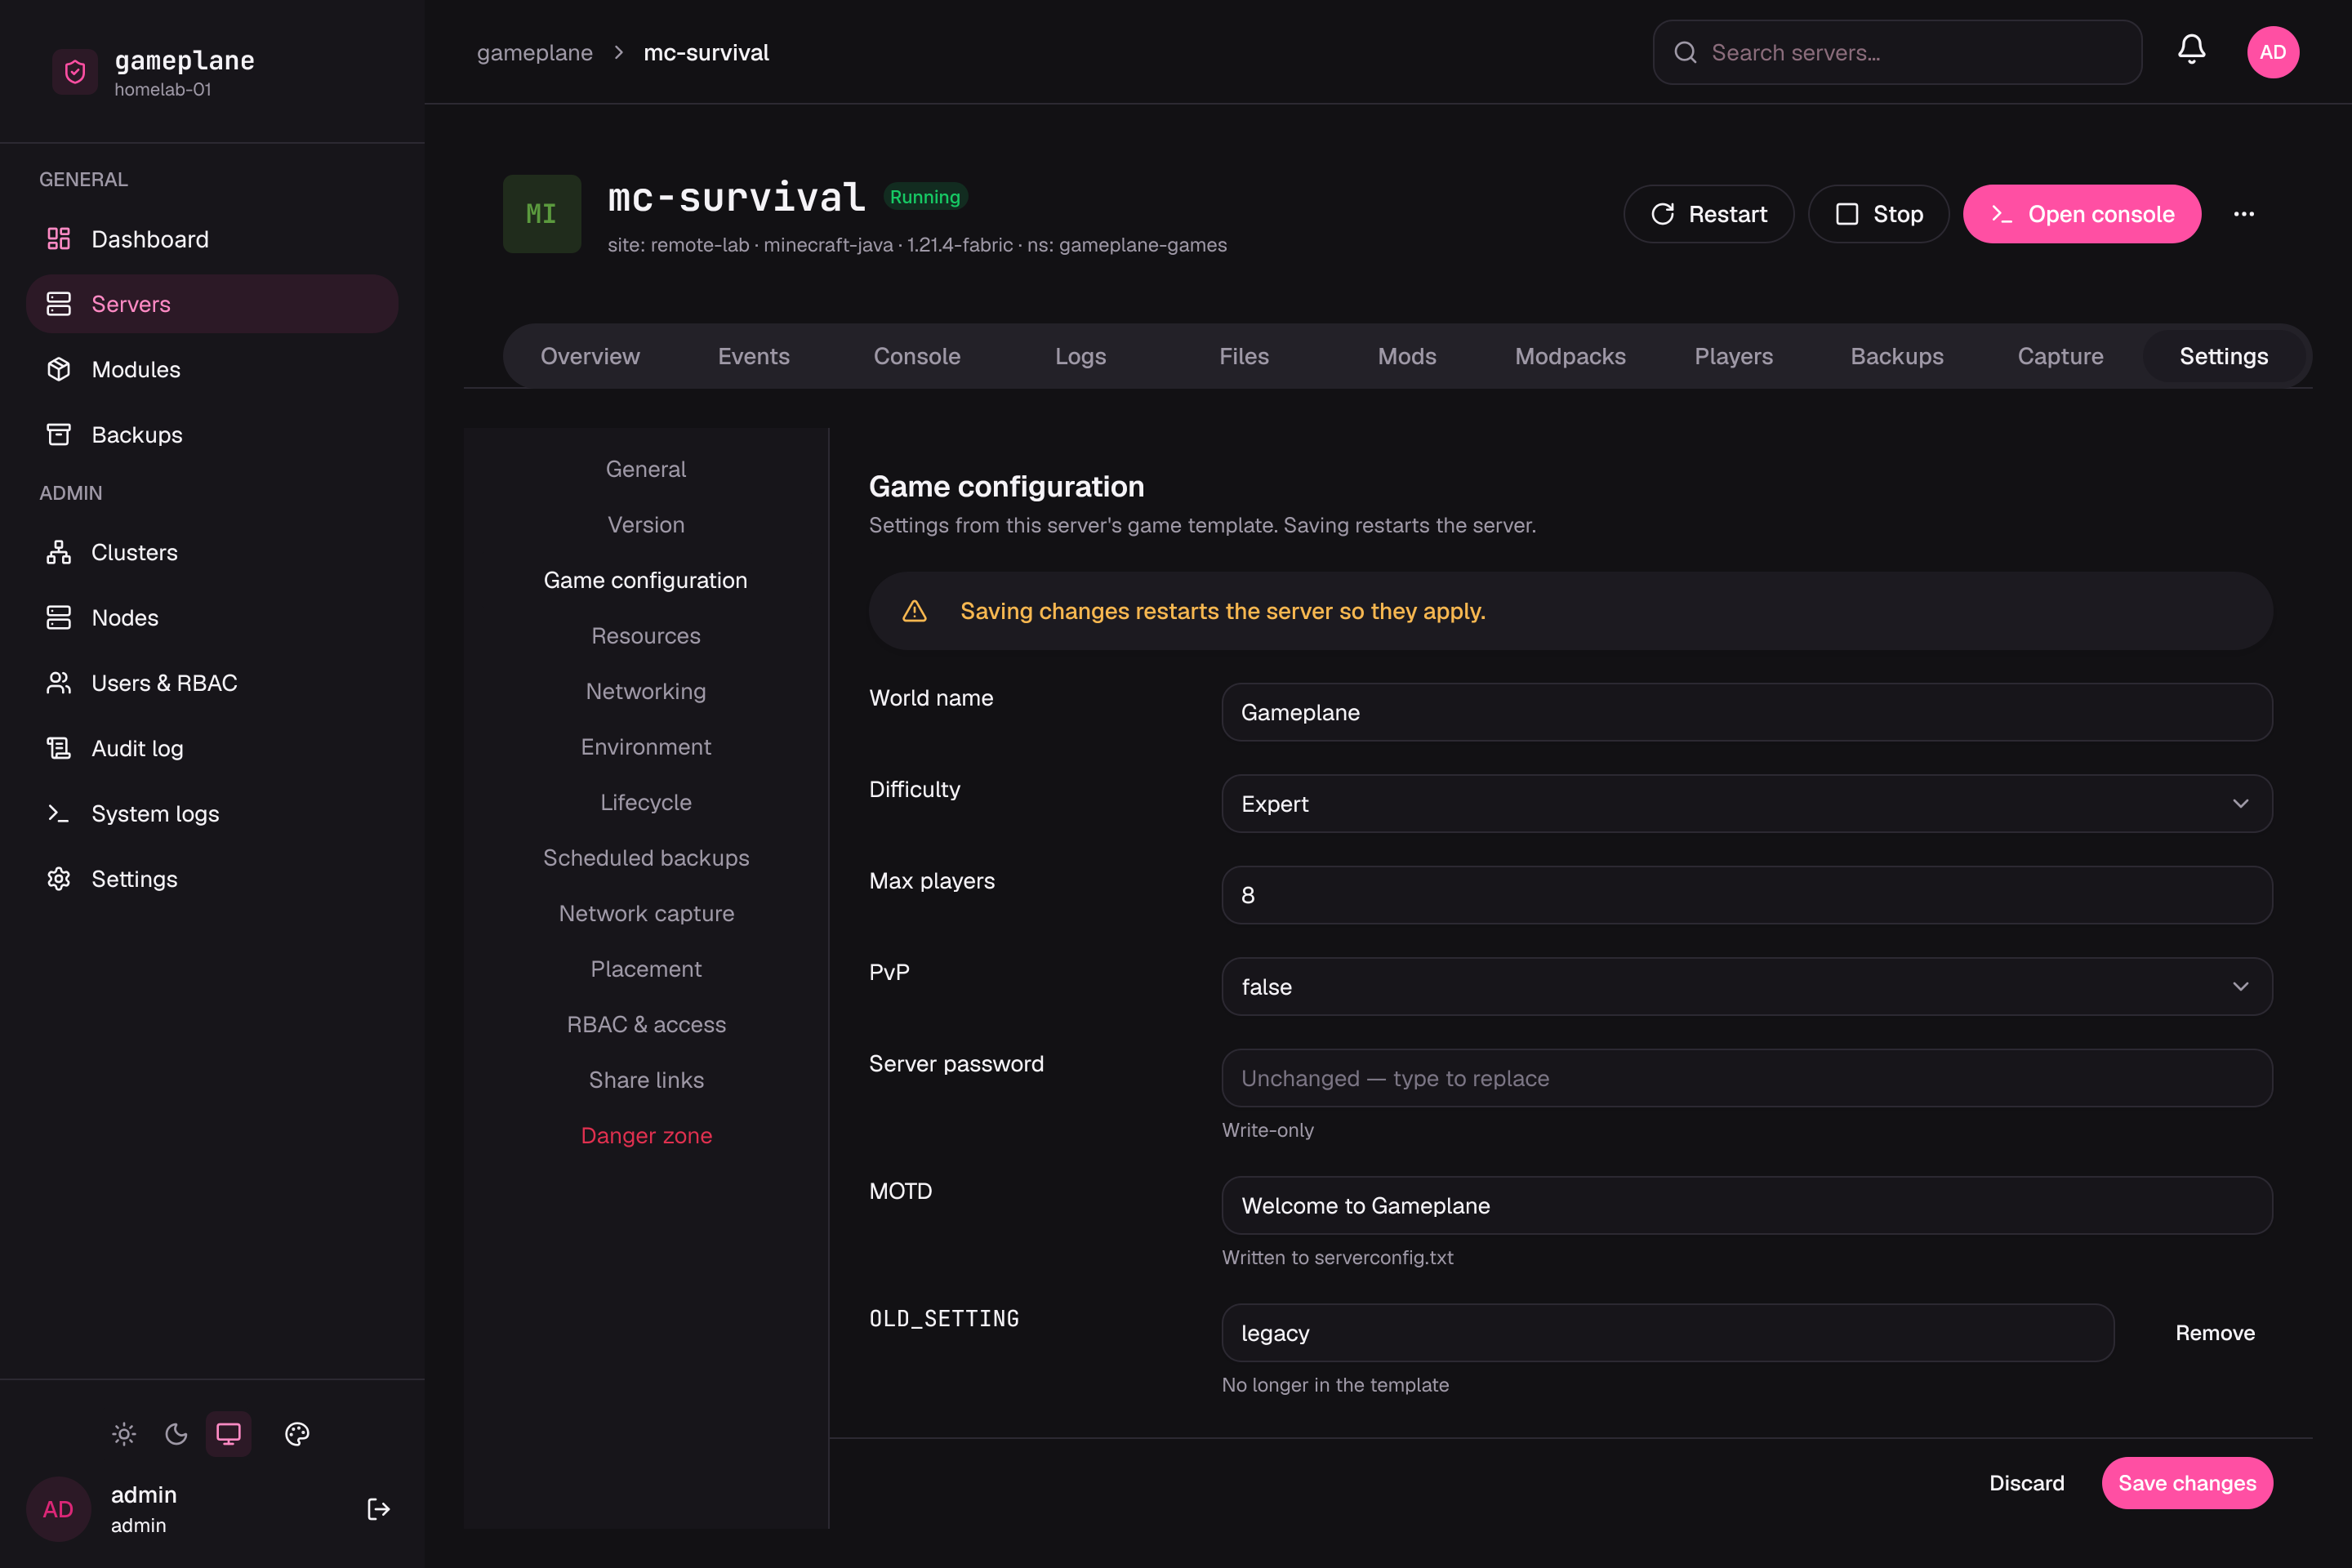 gameplane
homelab-01
GENERAL
Dashboard
Servers
Modules
Backups
ADMIN
Clusters
Nodes
Users & RBAC
Audit log
System logs
Settings
AD
admin
admin
gameplane
mc-survival
Search servers...
AD
MI
mc-survival
Running
site: remote-lab · minecraft-java · 1.21.4-fabric · ns: gameplane-games
Restart
Stop
Open console
Overview
Events
Console
Logs
Files
Mods
Modpacks
Players
Backups
Capture
Settings
General
Version
Game configuration
Resources
Networking
Environment
Lifecycle
Scheduled backups
Network capture
Placement
RBAC & access
Share links
Danger zone
Game configuration
Settings from this server's game template. Saving restarts the server.
Saving changes restarts the server so they apply.
World name
Gameplane
Difficulty
Expert
Max players
8
PvP
false
Server password
Unchanged — type to replace
Write-only
MOTD
Welcome to Gameplane
Written to serverconfig.txt
OLD_SETTING
legacy
Remove
No longer in the template
Discard
Save changes